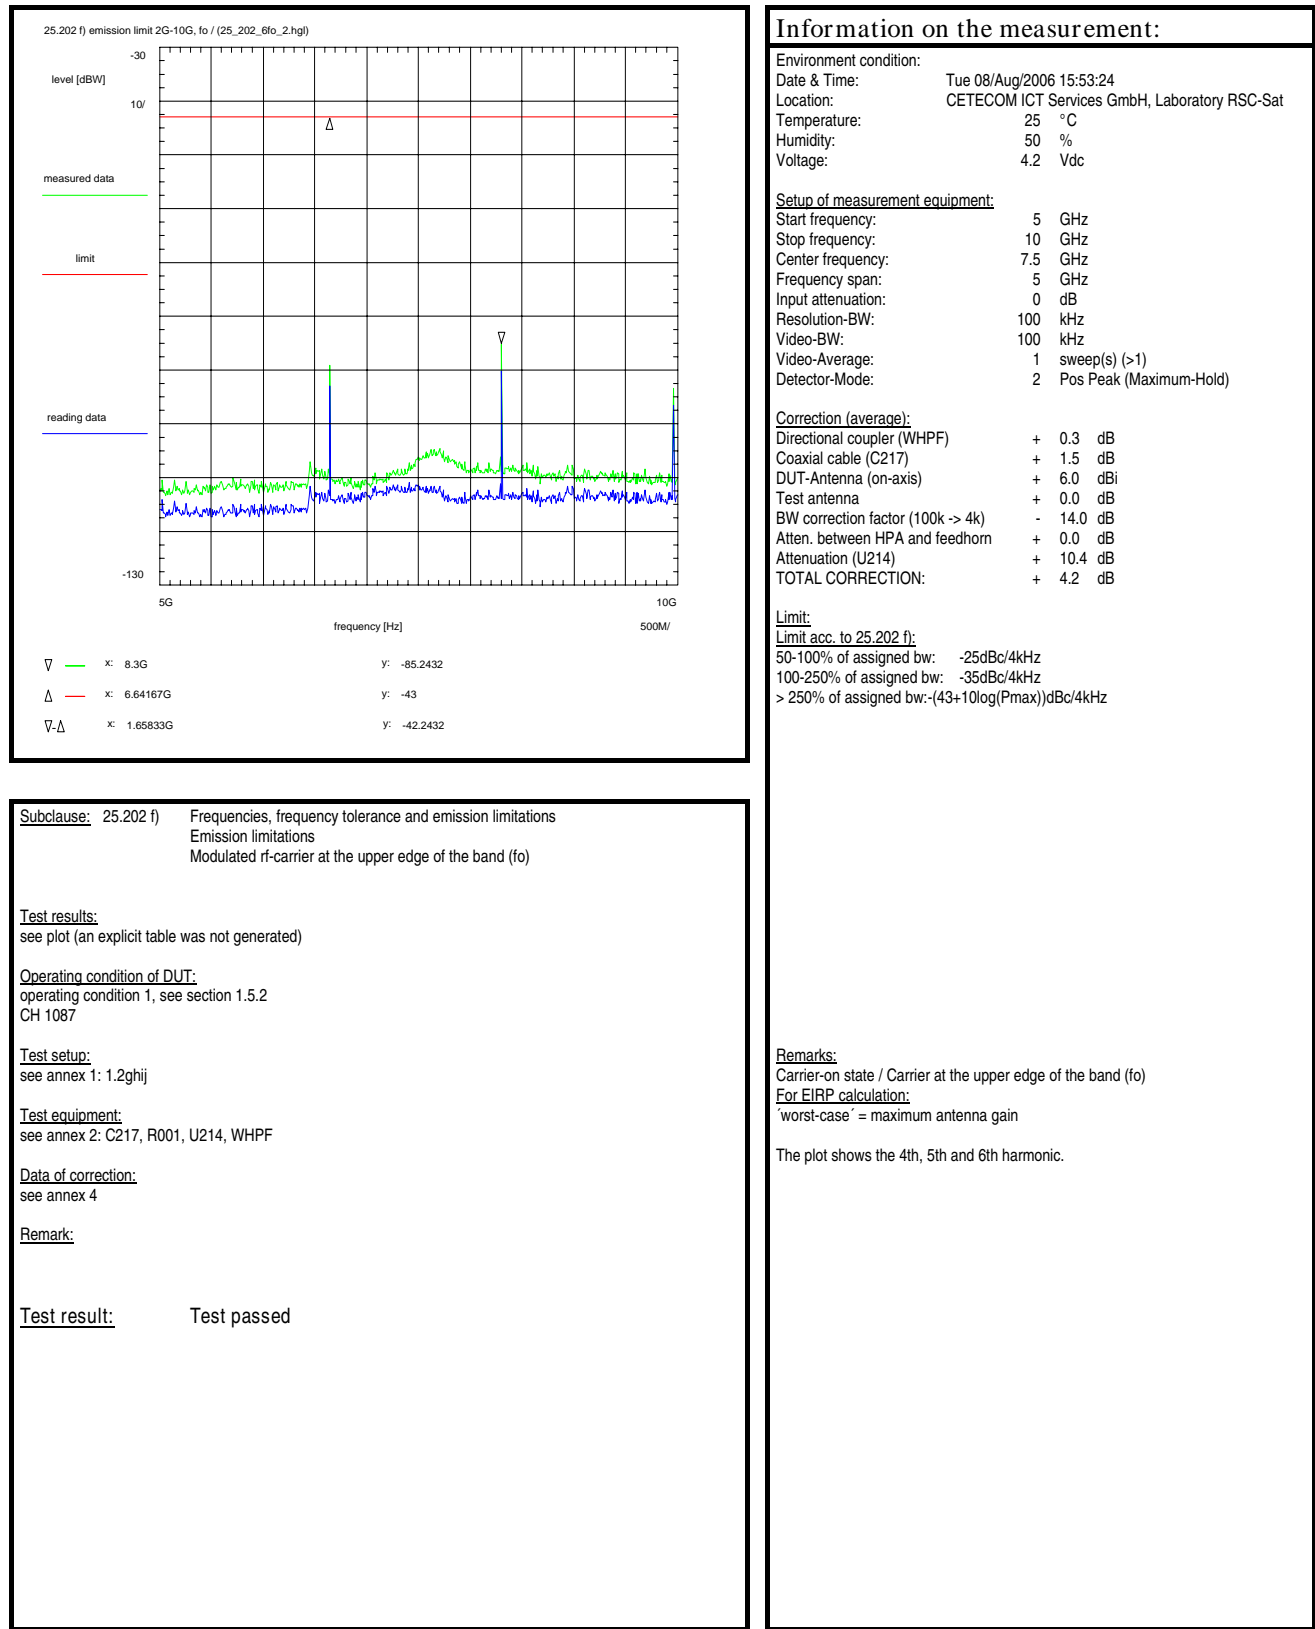 25.202 f) emission limit 2G-10G, fo / (25_202_6fo_2.hgl)
-30
level [dBW]
10/
measured data
limit
reading data
-130
5G
10G
frequency [Hz]
500M/
x: 8.3G y: -85.2432
x: 6.64167G y: -43
x: 1.65833G y: -42.2432
Subclause: 25.202 f) Frequencies, frequency tolerance and emission limitations
Emission limitations
Modulated rf-carrier at the upper edge of the band (fo)
Test results:
see plot (an explicit table was not generated)
Operating condition of DUT:
operating condition 1, see section 1.5.2
CH 1087
Test setup:
see annex 1: 1.2ghij
Test equipment:
see annex 2: C217, R001, U214, WHPF
Data of correction:
see annex 4
Remark:
Test result: Test passed
Information on the measurement:
Environment condition:
Date & Time: Tue 08/Aug/2006 15:53:24
Location: CETECOM ICT Services GmbH, Laboratory RSC-Sat
Temperature: 25 °C
Humidity: 50 %
Voltage: 4.2 Vdc
Setup of measurement equipment:
Start frequency: 5 GHz
Stop frequency: 10 GHz
Center frequency: 7.5 GHz
Frequency span: 5 GHz
Input attenuation: 0 dB
Resolution-BW: 100 kHz
Video-BW: 100 kHz
Video-Average: 1 sweep(s) (>1)
Detector-Mode: 2 Pos Peak (Maximum-Hold)
Correction (average):
Directional coupler (WHPF) + 0.3 dB
Coaxial cable (C217) + 1.5 dB
DUT-Antenna (on-axis) + 6.0 dBi
Test antenna + 0.0 dB
BW correction factor (100k -> 4k) - 14.0 dB
Atten. between HPA and feedhorn + 0.0 dB
Attenuation (U214) + 10.4 dB
TOTAL CORRECTION: + 4.2 dB
Limit:
Limit acc. to 25.202 f):
50-100% of assigned bw: -25dBc/4kHz
100-250% of assigned bw: -35dBc/4kHz
> 250% of assigned bw:-(43+10log(Pmax))dBc/4kHz
Remarks:
Carrier-on state / Carrier at the upper edge of the band (fo)
For EIRP calculation:
´worst-case´ = maximum antenna gain
The plot shows the 4th, 5th and 6th harmonic.